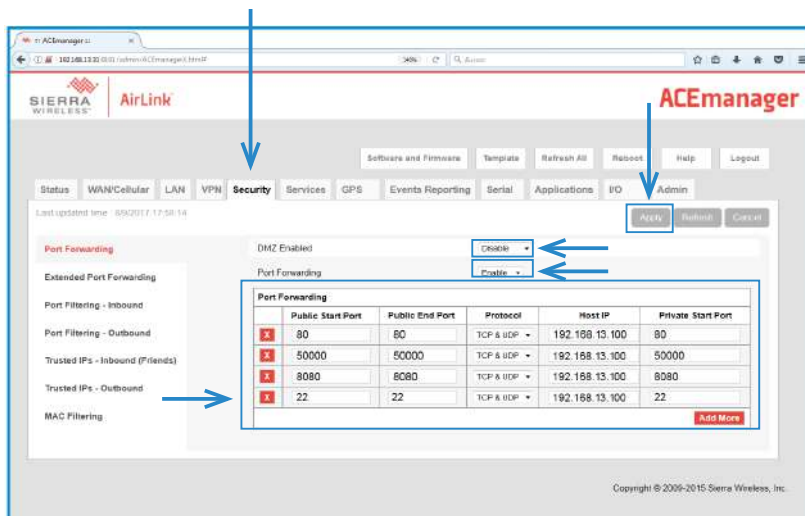 :: ACEmanager ::
SIERRA WIRELESS
AirLink
ACEmanager
Software and Firmware Template Refresh All Reboot Help Logout
Status WAN/Cellular LAN VPN Security Services GPS Events Reporting Serial Applications I/O Admin
Last updated time : 8/9/2017 17:58:14
Apply Refresh Cancel
Port Forwarding
Extended Port Forwarding
Port Filtering - Inbound
Port Filtering - Outbound
Trusted IPs - Inbound (Friends)
Trusted IPs - Outbound
MAC Filtering
DMZ Enabled Disable
Port Forwarding Enable
Port Forwarding
Public Start Port Public End Port Protocol Host IP Private Start Port
X 80 80 TCP & UDP 192.168.13.100 80
X 50000 50000 TCP & UDP 192.168.13.100 50000
X 8080 8080 TCP & UDP 192.168.13.100 8080
X 22 22 TCP & UDP 192.168.13.100 22
Add More
Copyright © 2009-2015 Sierra Wireless, Inc.